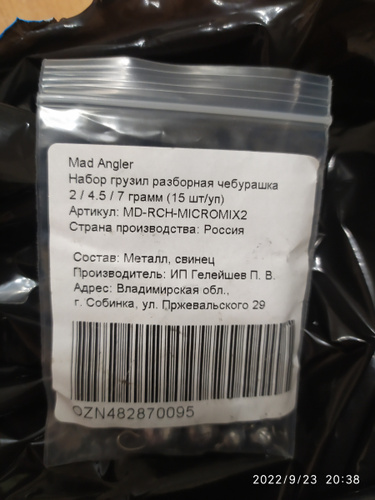 Mad Angler
Набор грузил разборная чебурашка
2 / 4.5 / 7 грамм (15 шт/уп)
Артикул: MD-RCH-MICROMIX2
Страна производства: Россия
Состав: Металл, свинец
Производитель: ИП Гелейшев П. В.
Адрес: Владимирская обл.,
г. Собинка, ул. Пржевальского 29
OZN482870095
2022/9/23 20:38